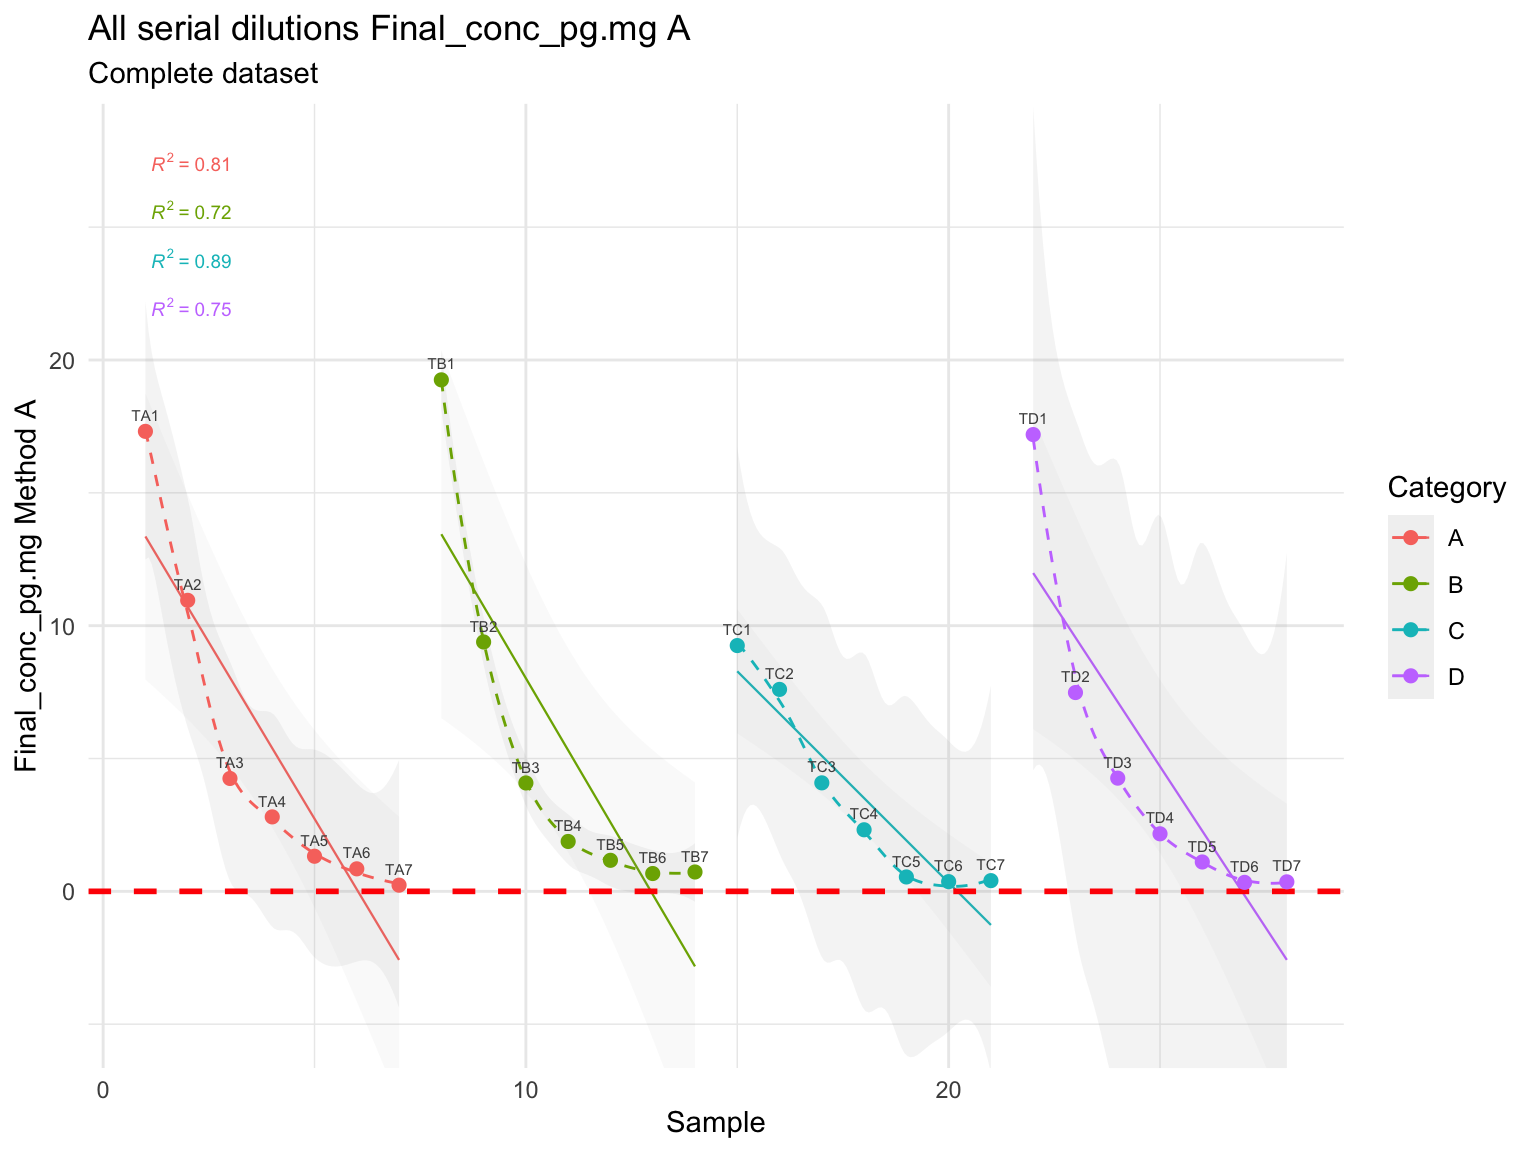 All serial dilutions Final_conc_pg.mg A
Complete dataset
R² = 0.81
R² = 0.72
R² = 0.89
R² = 0.75
Final_conc_pg.mg Method A
20
10
0
TA1
TA2
TA3
TA4
TA5
TA6
TA7
TB1
TB2
TB3
TB4
TB5
TB6
TB7
TC1
TC2
TC3
TC4
TC5
TC6
TC7
TD1
TD2
TD3
TD4
TD5
TD6
TD7
0
10
20
Sample
Category
A
B
C
D